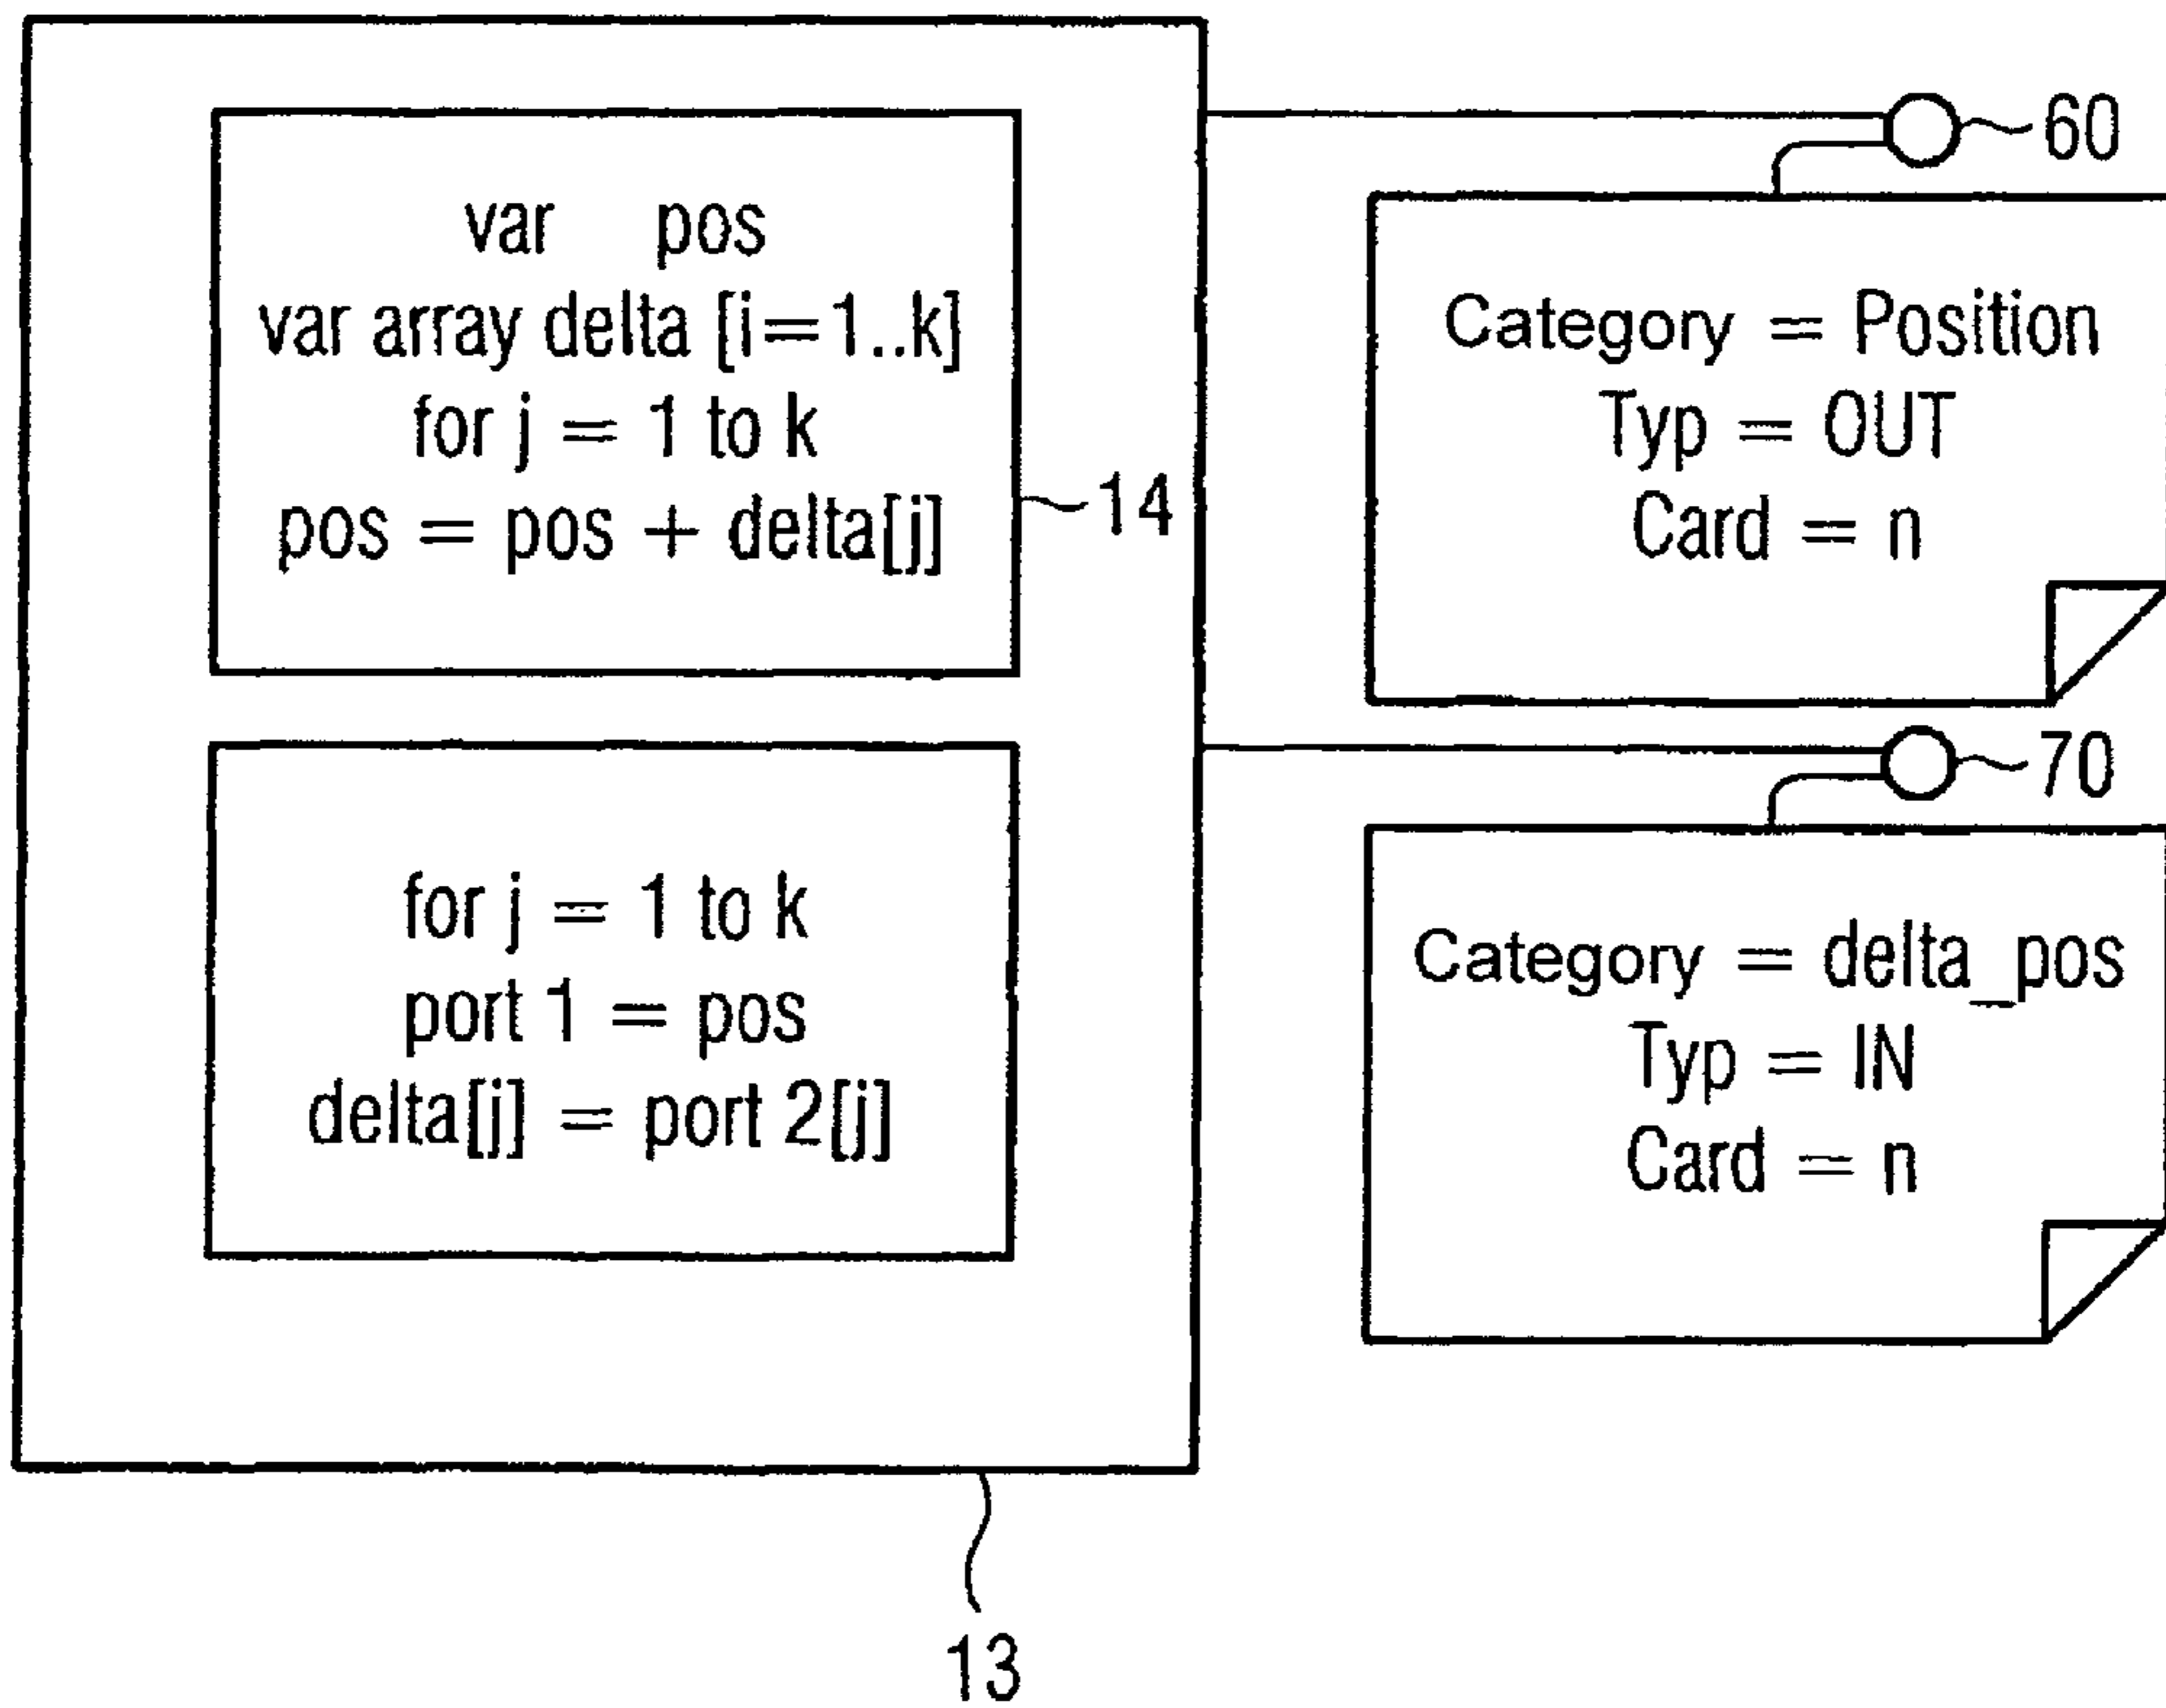 var pos
var array delta [i=1..k]
for j = 1 to k
pos = pos + delta[j]
14
for j = 1 to k
port 1 = pos
delta[j] = port 2[j]
13
60
Category = Position
Typ = OUT
Card = n
70
Category = delta_pos
Typ = IN
Card = n